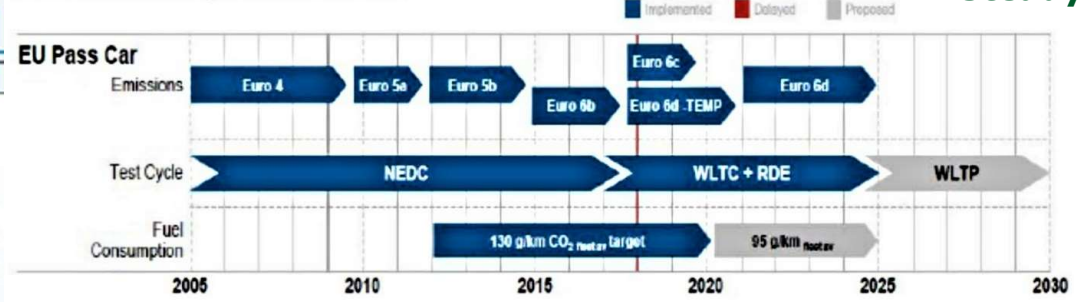 Implemented Delayed Proposed
EU Pass Car
Emissions
Euro 4
Euro 5a
Euro 5b
Euro 6b
Euro 6c
Euro 6d -TEMP
Euro 6d
Test Cycle
NEDC
WLTC + RDE
WLTP
Fuel
Consumption
130 g/km CO2 fleet av target
95 g/km fleet av
2005 2010 2015 2020 2025 2030